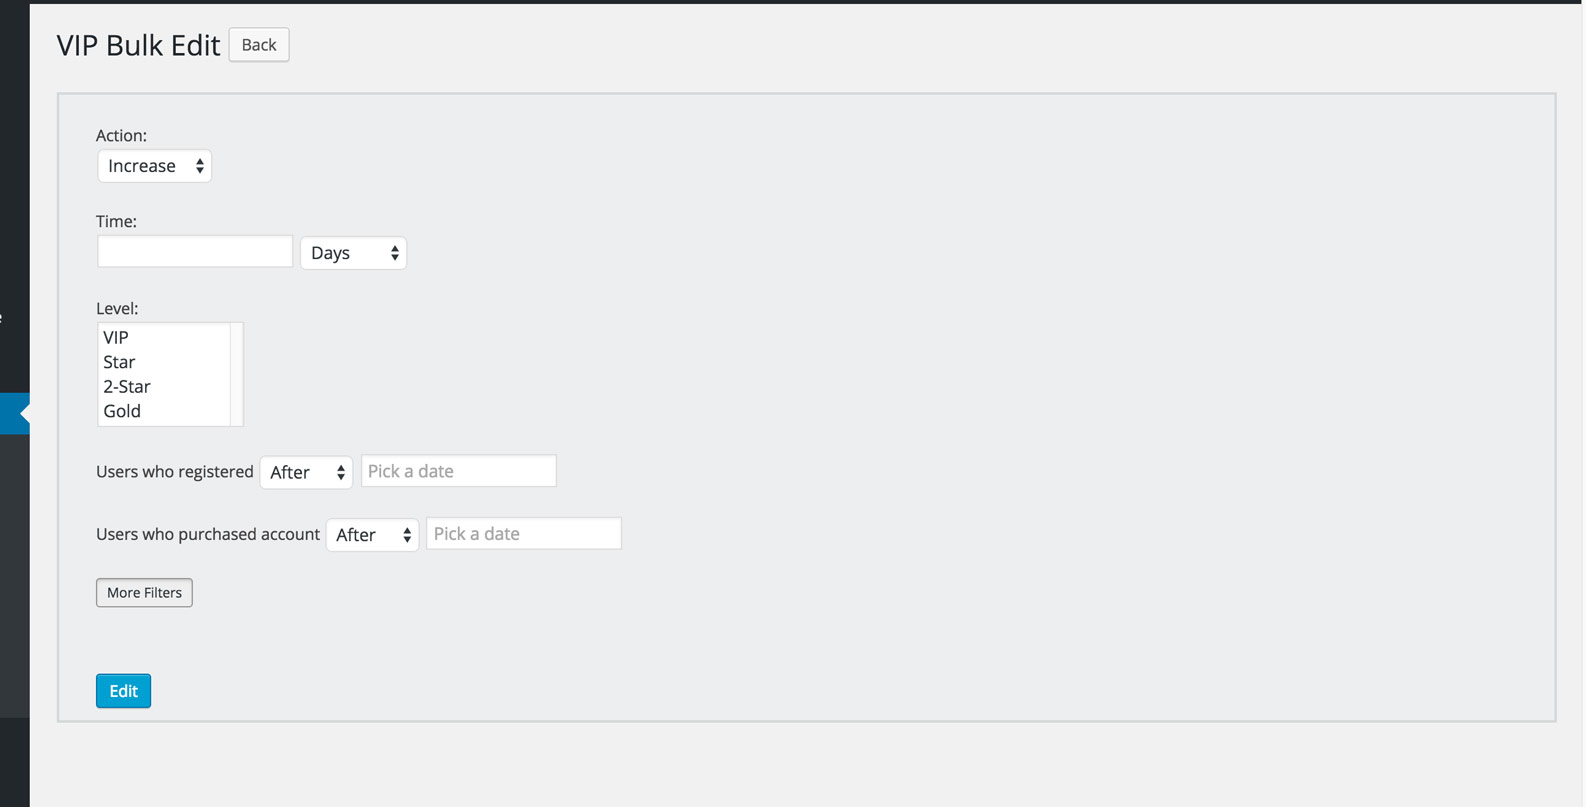 VIP Bulk Edit Back
Action:
Increase
Time:
Days
Level:
VIP
Star
2-Star
Gold
Users who registered After Pick a date
Users who purchased account After Pick a date
More Filters
Edit